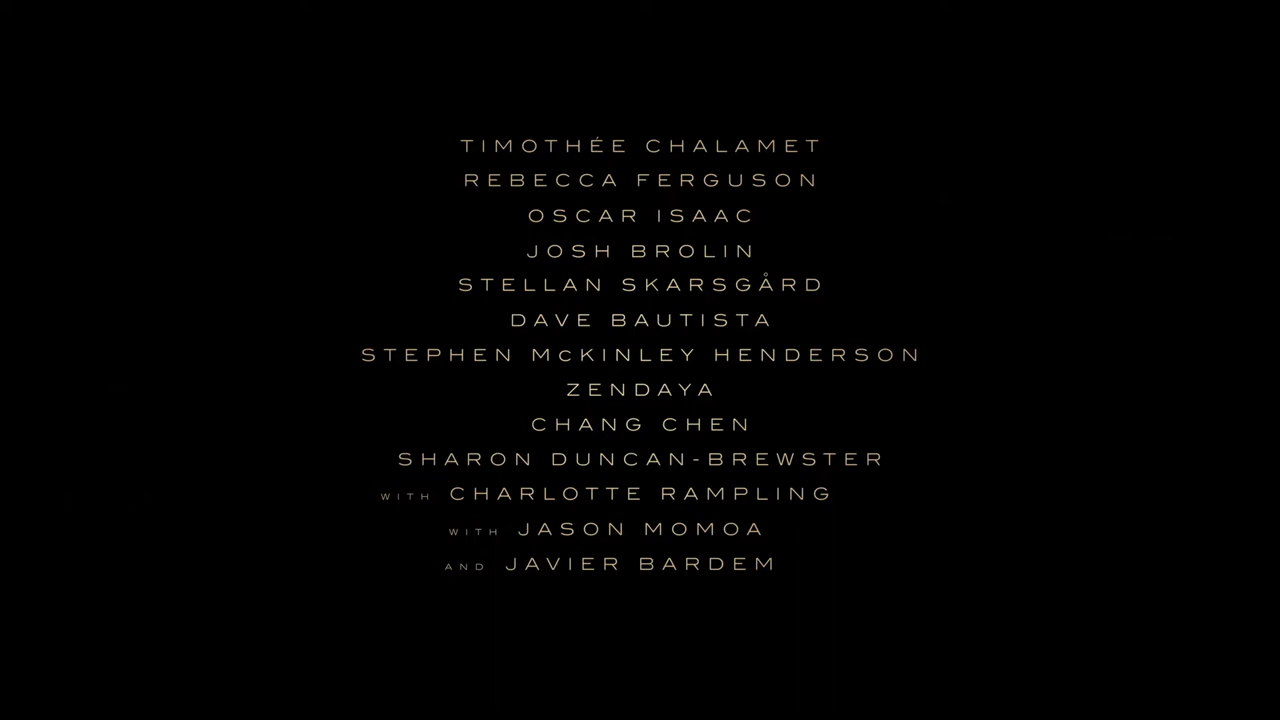 TIMOTHÉE CHALAMET
REBECCA FERGUSON
OSCAR ISAAC
JOSH BROLIN
STELLAN SKARSGÅRD
DAVE BAUTISTA
STEPHEN McKINLEY HENDERSON
ZENDAYA
CHANG CHEN
SHARON DUNCAN-BREWSTER
WITH CHARLOTTE RAMPLING
WITH JASON MOMOA
AND JAVIER BARDEM